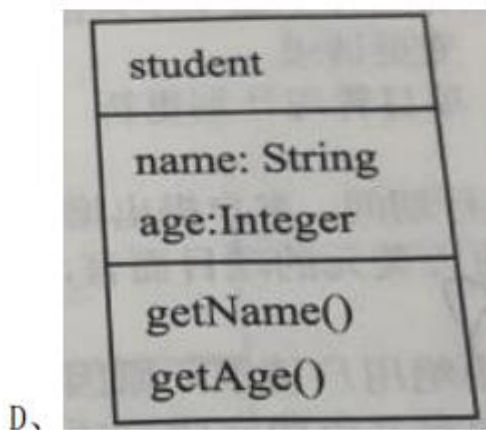 student
name: String
age:Integer
getName()
getAge()
D、